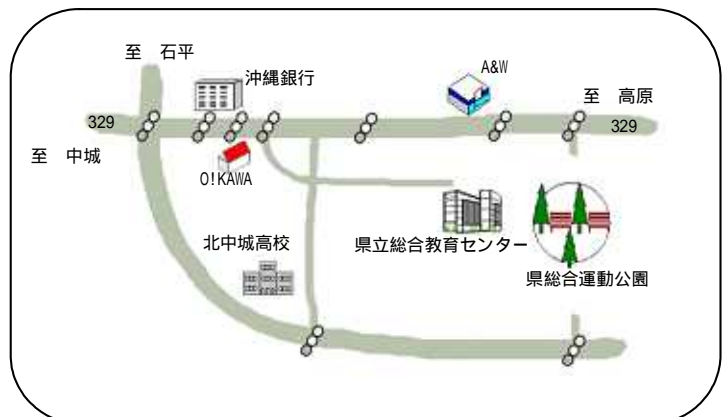 至　石平
沖縄銀行
A&W
至　高原
329
329
至　中城
O!KAWA
北中城高校
県立総合教育センター
県総合運動公園